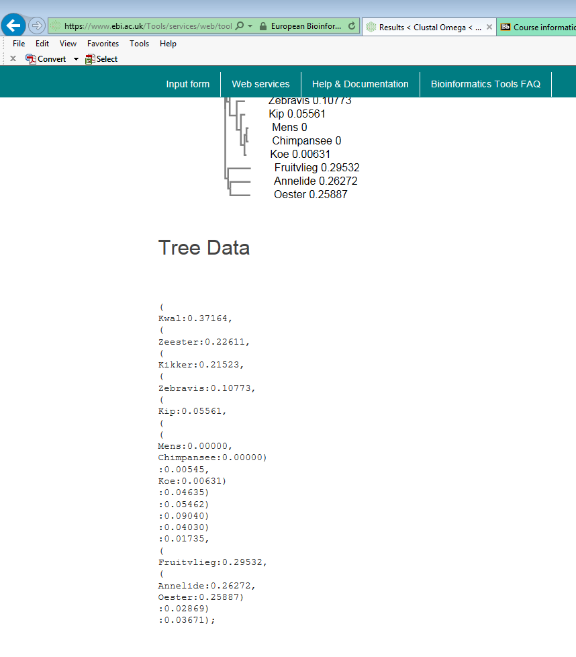 https://www.ebi.ac.uk/Tools/services/web/tool
European Bioinfor...
Results < Clustal Omega < ...
Course informatic
File Edit View Favorites Tools Help
x Convert Select
Input form Web services Help & Documentation Bioinformatics Tools FAQ
Zebravis 0.10773
Kip 0.05561
Mens 0
Chimpansee 0
Koe 0.00631
Fruitvlieg 0.29532
Annelide 0.26272
Oester 0.25887
Tree Data
(
Kwal:0.37164,
(
Zeester:0.22611,
(
Kikker:0.21523,
(
Zebravis:0.10773,
(
Kip:0.05561,
(
(
Mens:0.00000,
Chimpansee:0.00000)
:0.00545,
Koe:0.00631)
:0.04635)
:0.05462)
:0.09040)
:0.04030)
:0.01735,
(
Fruitvlieg:0.29532,
(
Annelide:0.26272,
Oester:0.25887)
:0.02869)
:0.03671);